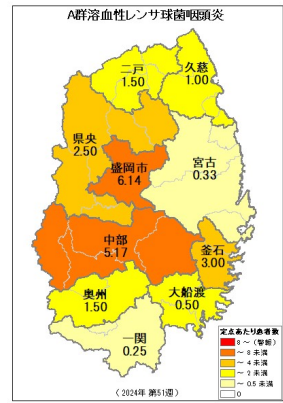 A群溶血性レンサ球菌咽頭炎
二戸
1.50
久慈
1.00
県央
2.50
盛岡市
6.14
宮古
0.33
中部
5.17
釜石
3.00
奥州
1.50
大船渡
0.50
一関
0.25
定点あたり患者数
8 ～ (警報)
～ 8 未満
～ 4 未満
～ 2 未満
～ 0.5 未満
0
（ 2024年 第51週）